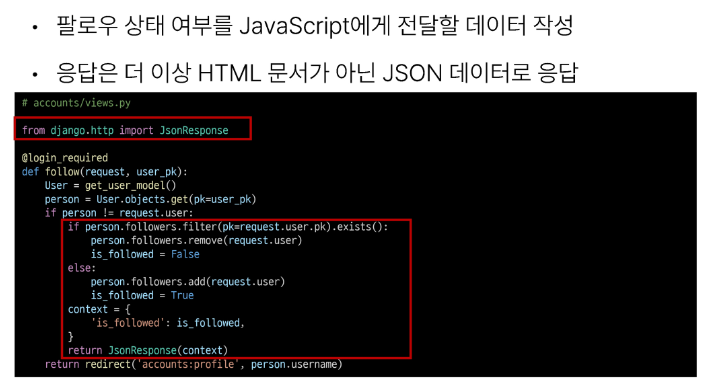 • 팔로우 상태 여부를 JavaScript에게 전달할 데이터 작성
• 응답은 더 이상 HTML 문서가 아닌 JSON 데이터로 응답
# accounts/views.py
from django.http import JsonResponse
@login_required
def follow(request, user_pk):
    User = get_user_model()
    person = User.objects.get(pk=user_pk)
    if person != request.user:
        if person.followers.filter(pk=request.user.pk).exists():
            person.followers.remove(request.user)
            is_followed = False
        else:
            person.followers.add(request.user)
            is_followed = True
        context = {
            'is_followed': is_followed,
        }
        return JsonResponse(context)
    return redirect('accounts:profile', person.username)